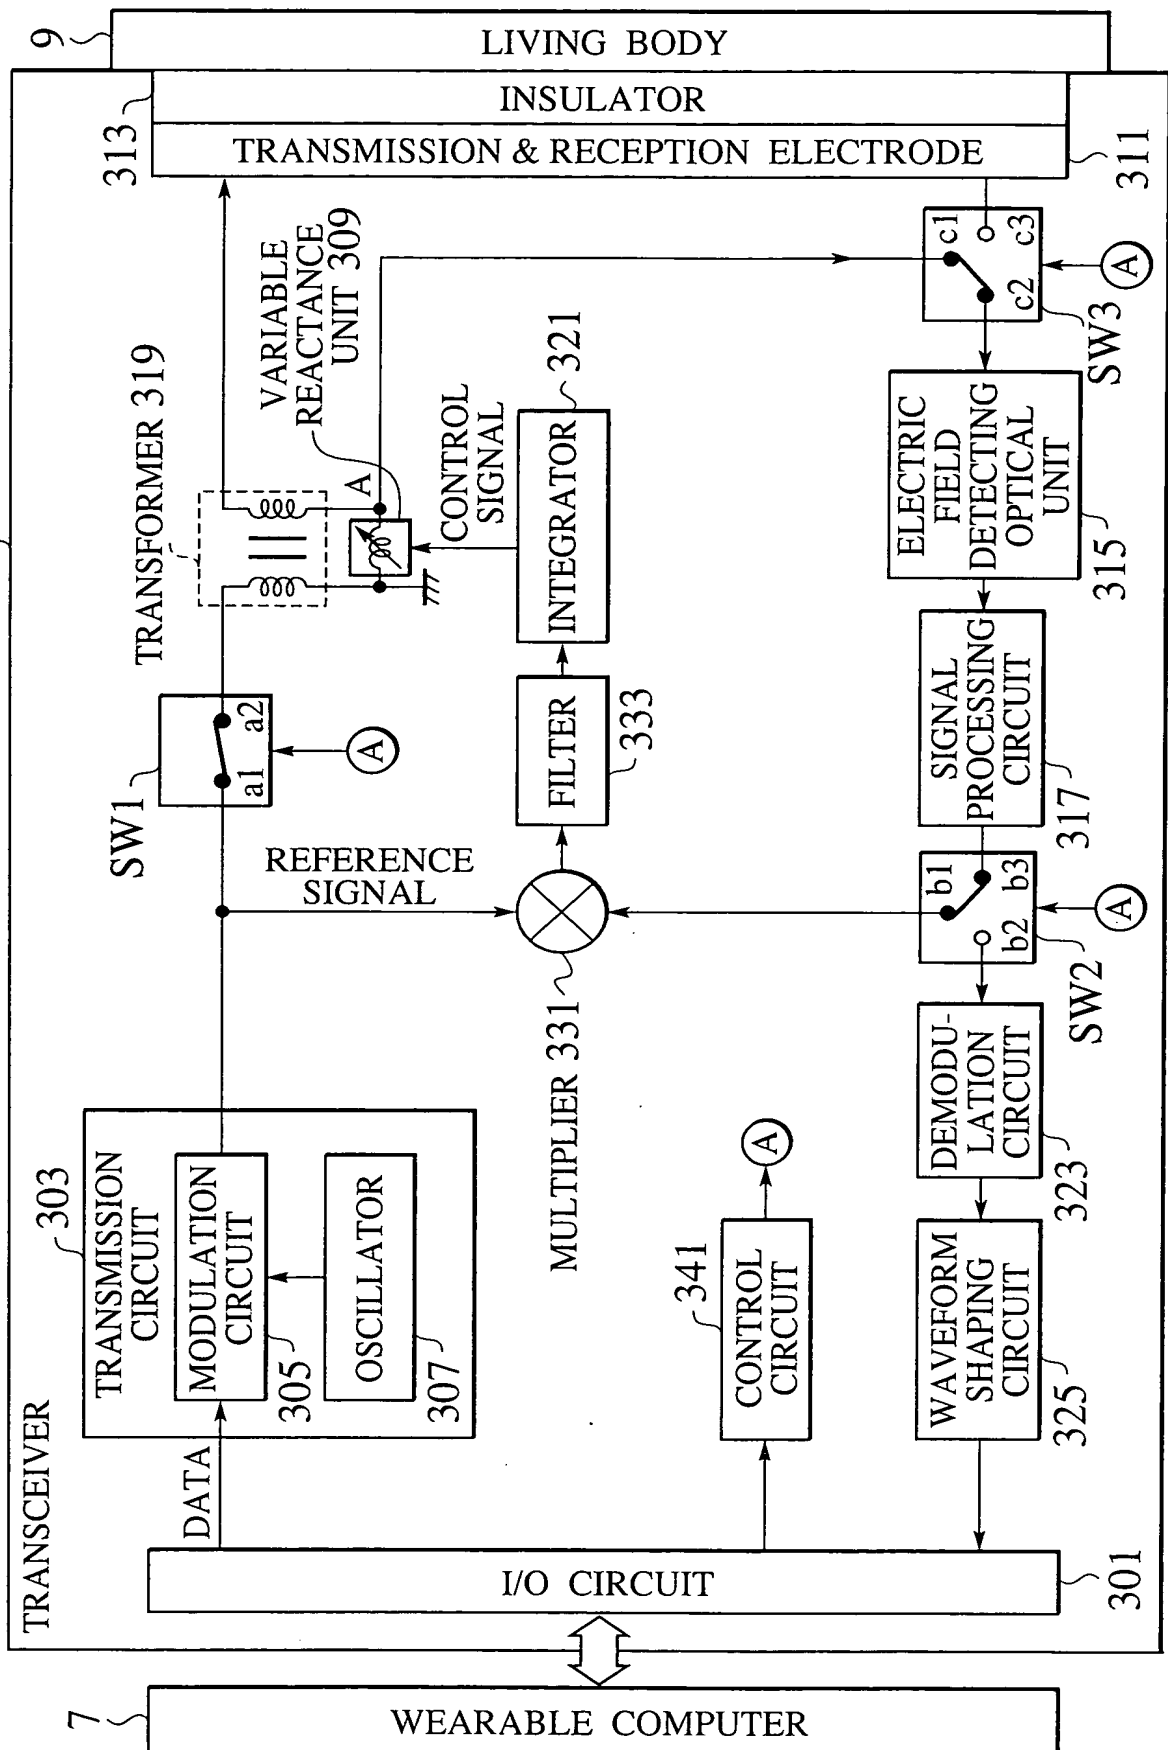 9
LIVING BODY
INSULATOR
313
TRANSMISSION & RECEPTION ELECTRODE
311
VARIABLE
REACTANCE
UNIT 309
c1
c3
c2
A
SW3
TRANSFORMER 319
A
CONTROL
SIGNAL
321
INTEGRATOR
ELECTRIC
FIELD
DETECTING
OPTICAL
UNIT
315
SW1
a2
a1
A
FILTER
333
SIGNAL
PROCESSING
CIRCUIT
317
REFERENCE
SIGNAL
b1
b3
b2
A
SW2
MULTIPLIER 331
DEMODU-
LATION
CIRCUIT
323
303
TRANSMISSION
CIRCUIT
MODULATION
CIRCUIT
305
OSCILLATOR
307
A
341
CONTROL
CIRCUIT
WAVEFORM
SHAPING
CIRCUIT
325
TRANSCEIVER
DATA
I/O CIRCUIT
301
7
WEARABLE COMPUTER